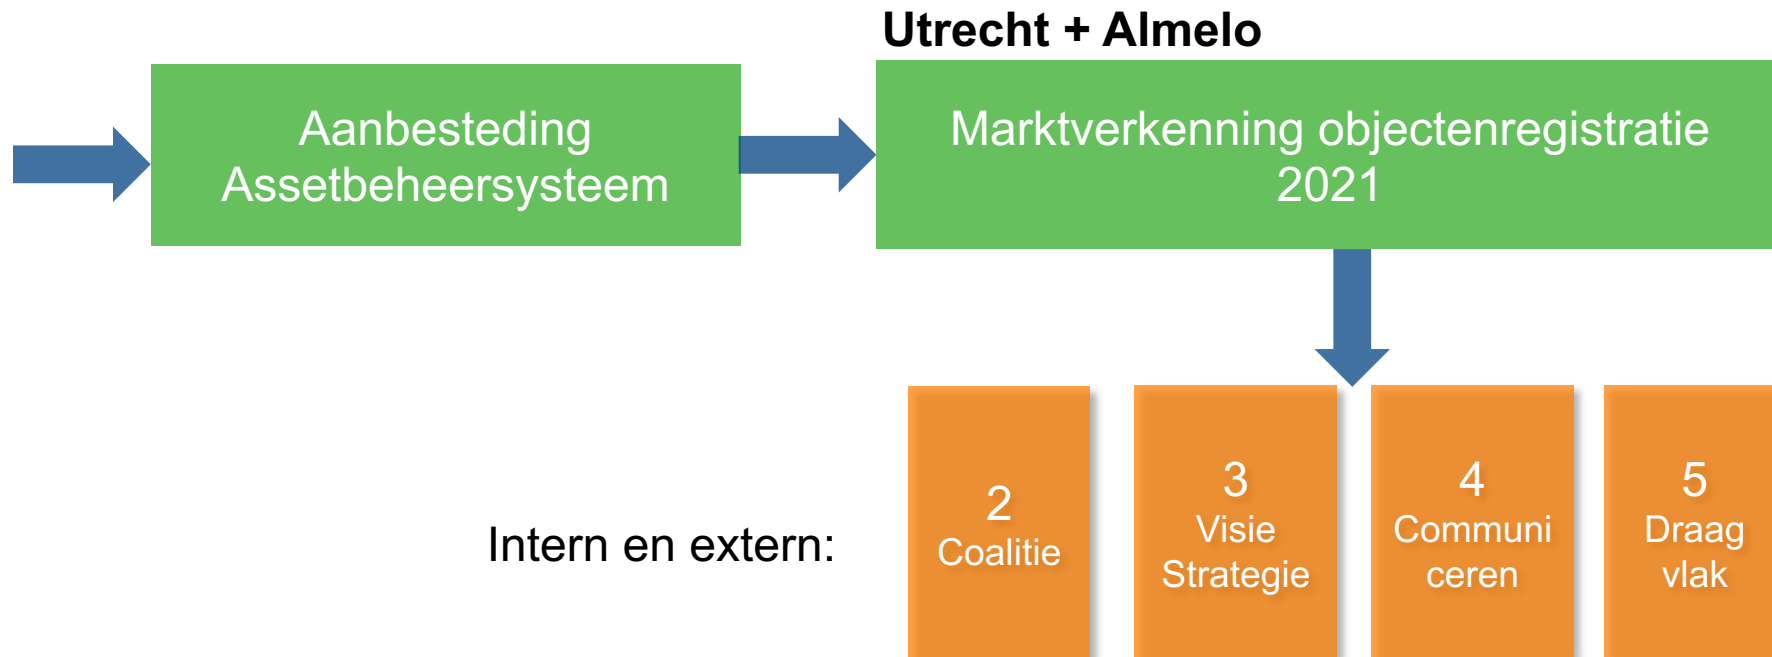 Utrecht + Almelo
Aanbesteding
Assetbeheersysteem
Marktverkenning objectenregistratie
2021
Intern en extern:
2
Coalitie
3
Visie
Strategie
4
Communi
ceren
5
Draag
vlak